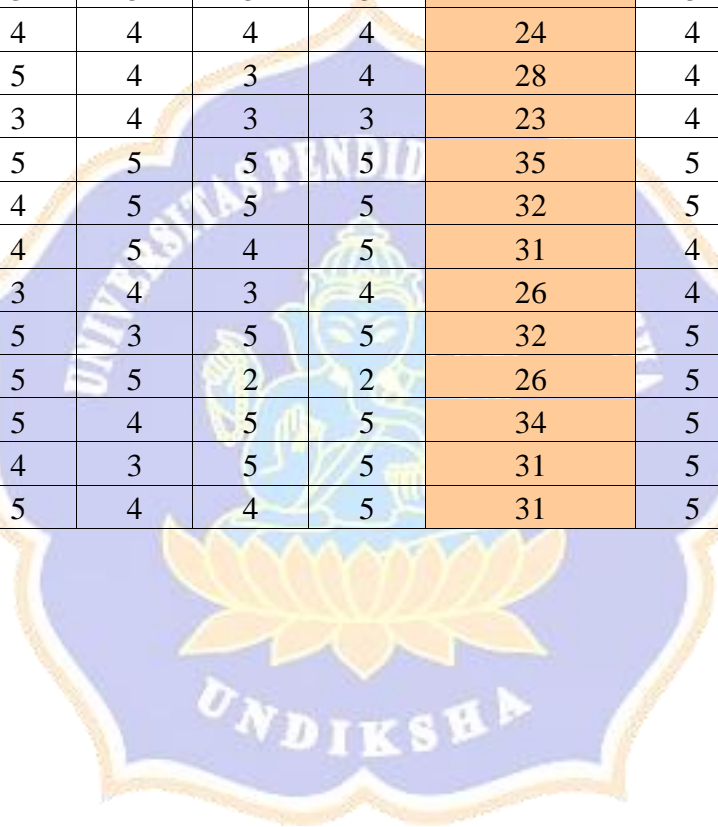 4 4 4 4 24 4
5 4 3 4 28 4
3 4 3 3 23 4
5 5 5 5 35 5
4 5 5 5 32 5
4 5 4 5 31 4
3 4 3 4 26 4
5 3 5 5 32 5
5 5 2 2 26 5
5 4 5 5 34 5
4 3 5 5 31 5
5 4 4 5 31 5
UNIVERSITAS PENDID
HA
UNDIKSHA